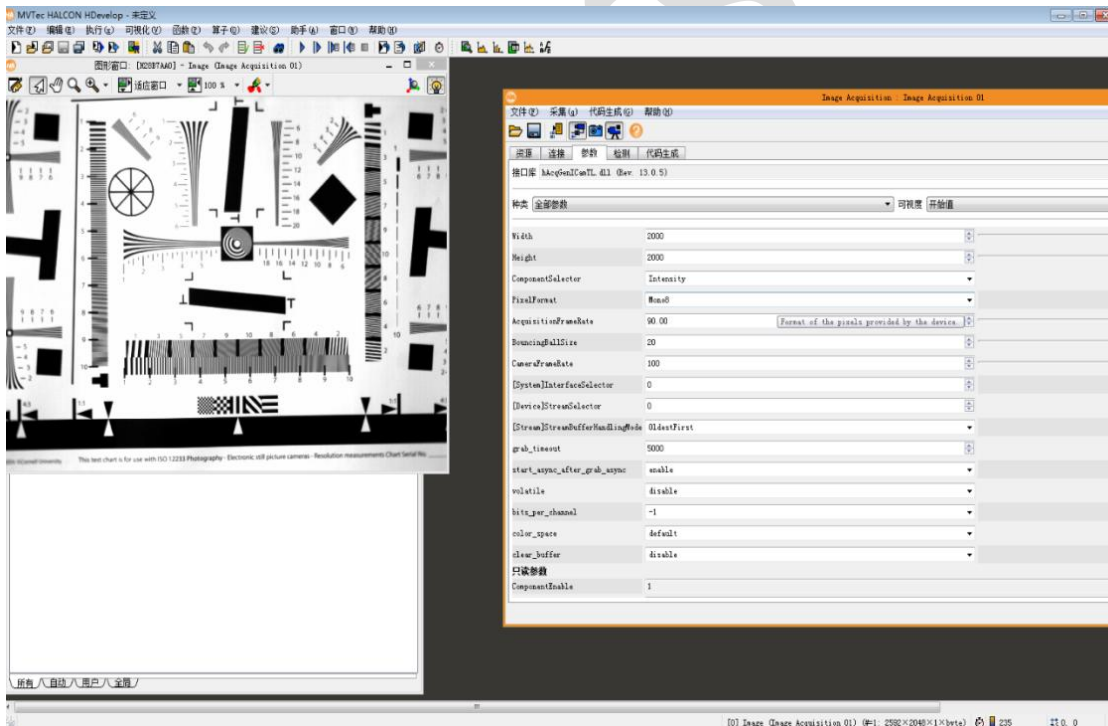 MVTec HALCON HDevelop - 未定义
文件(F) 编辑(E) 执行(x) 可视化(V) 函数(P) 算子(O) 建议(S) 助手(A) 窗口(W) 帮助(H)
图形窗口: [B28B7AA0] - Image (Image Acquisition 01)
适应窗口 100 %
This test chart is for use with ISO 12233 Photography - Electronic still picture cameras - Resolution measurements Chart Serial No.
所有 自动 用户 全局
Image Acquisition : Image Acquisition 01
文件(F) 采集(a) 代码生成(G) 帮助(H)
资源 连接 参数 检测 代码生成
接口库 hAcqGenICamTL.dll (Rev. 13.0.5)
种类 全部参数 可视度 开始值
Width 2000
Height 2000
ComponentSelector Intensity
PixelFormat Mono8
AcquisitionFrameRate 90.00 Format of the pixels provided by the device.
BouncingBallSize 20
CameraFrameRate 100
[System]InterfaceSelector 0
[Device]StreamSelector 0
[Stream]StreamBufferHandlingMode OldestFirst
grab_timeout 5000
start_async_after_grab_async enable
volatile disable
bits_per_channel -1
color_space default
clear_buffer disable
只读参数
ComponentEnable 1
[0] Image (Image Acquisition 01) (#=1: 2592×2048×1×byte) 235 0, 0